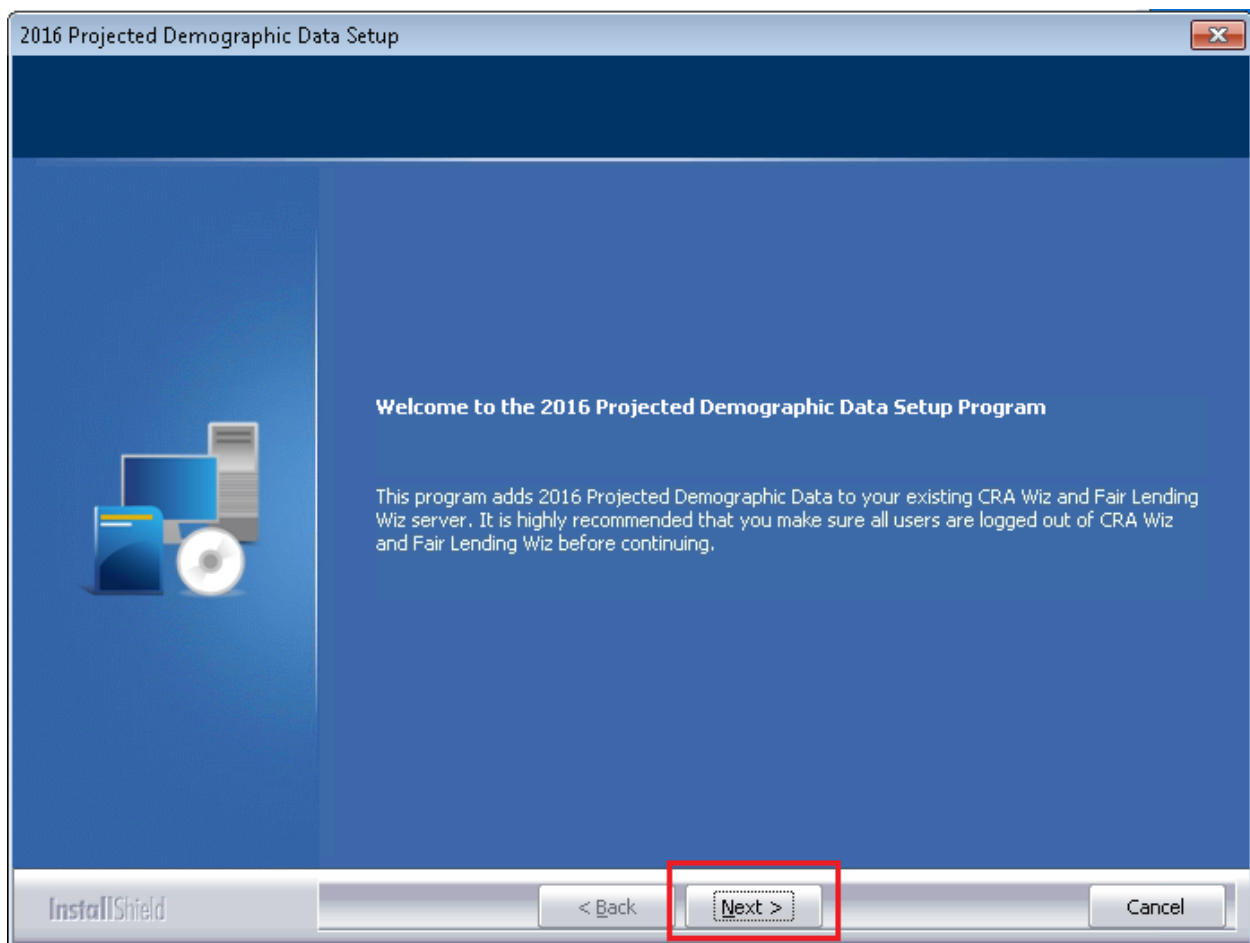 2016 Projected Demographic Data Setup
Welcome to the 2016 Projected Demographic Data Setup Program
This program adds 2016 Projected Demographic Data to your existing CRA Wiz and Fair Lending
Wiz server. It is highly recommended that you make sure all users are logged out of CRA Wiz
and Fair Lending Wiz before continuing.
InstallShield
< Back
Next >
Cancel